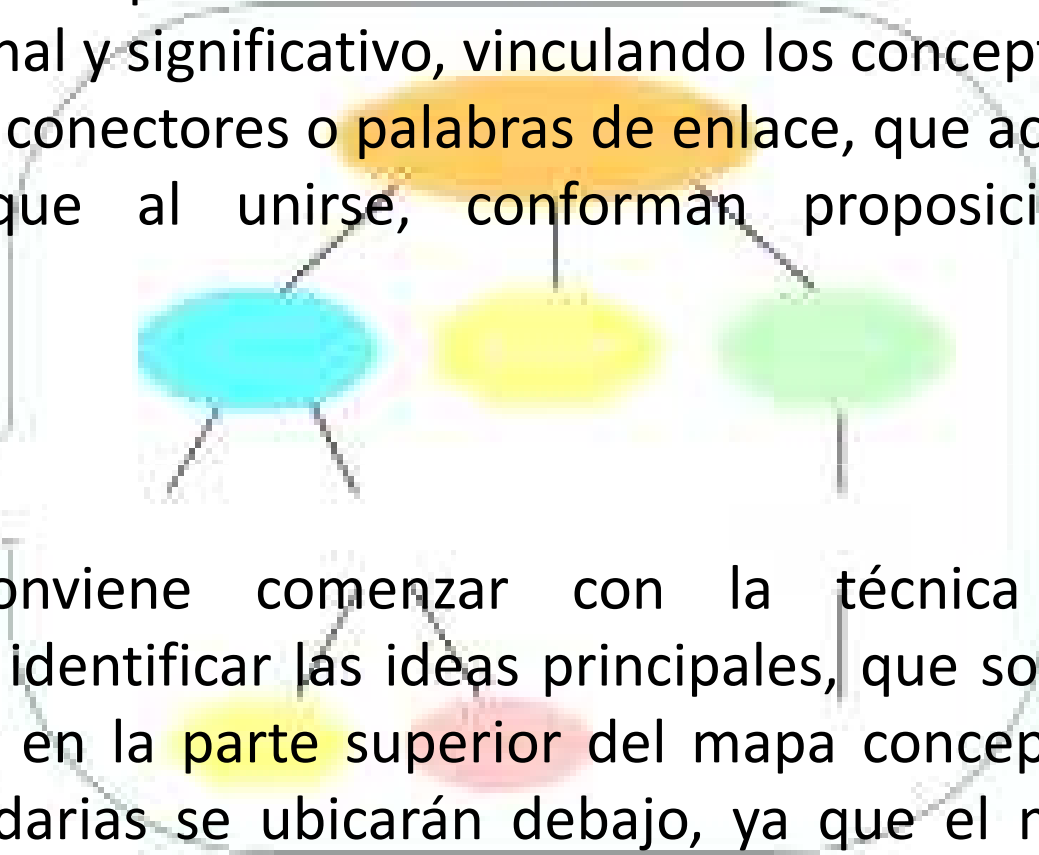 nal y significativo, vinculando los concept
conectores o palabras de enlace, que ac
que al unirse, conforman proposici
onviene comenzar con la técnica
identificar las ideas principales, que so
en la parte superior del mapa concep
darias se ubicarán debajo, ya que el